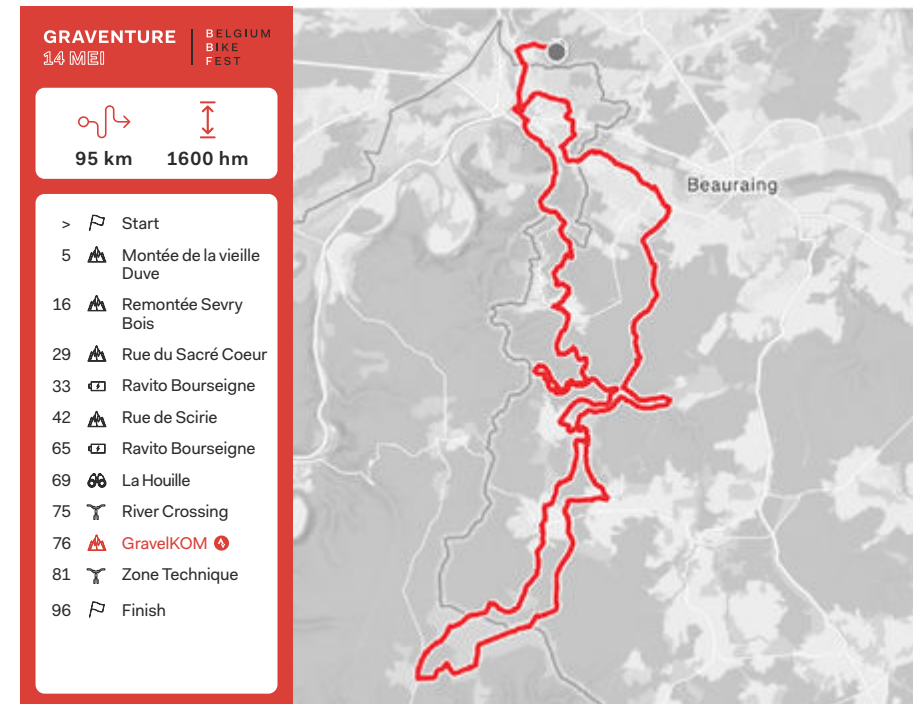 GRAVENTURE
14 MEI
BELGIUM
BIKE
FEST
95 km
1600 hm
> Start
5 Montée de la vieille
Duve
16 Remontée Sevry
Bois
29 Rue du Sacré Coeur
33 Ravito Bourseigne
42 Rue de Scirie
65 Ravito Bourseigne
69 La Houille
75 River Crossing
76 GravelKOM
81 Zone Technique
96 Finish
Beauraing